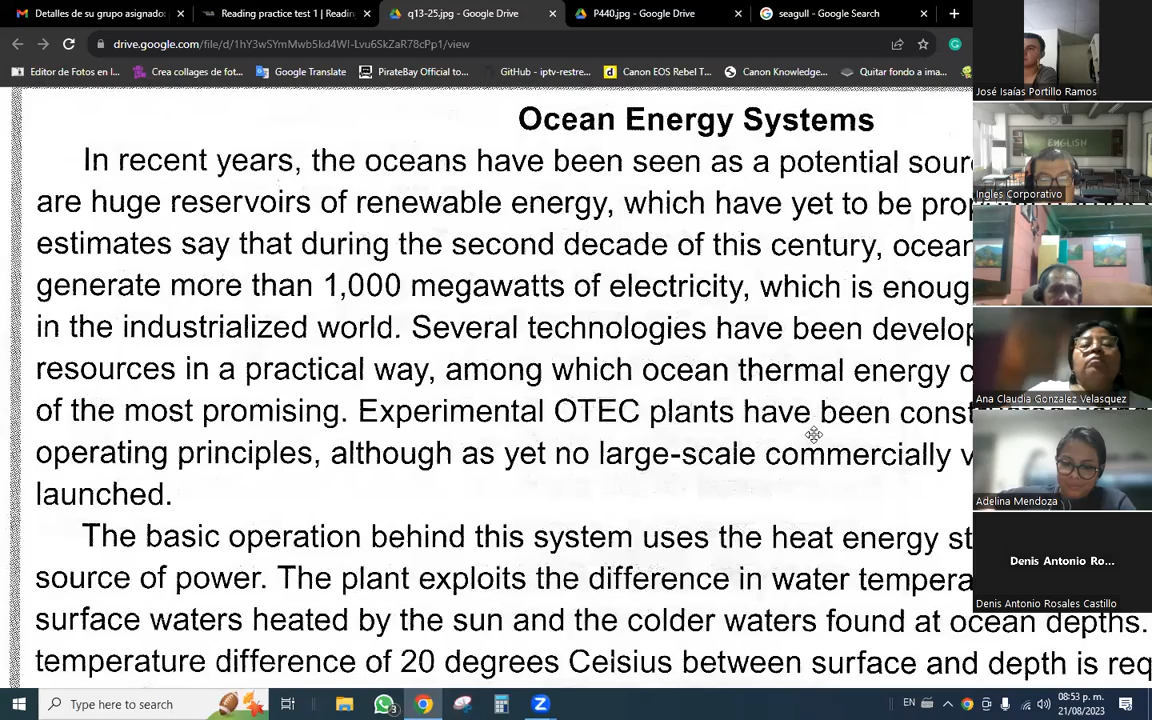 Detalles de su grupo asignado
Reading practice test 1 | Readin
q13-25.jpg - Google Drive
P440.jpg - Google Drive
seagull - Google Search
drive.google.com/file/d/1hY3wSYmMwb5kd4WI-Lvu6SkZaR78cPp1/view
Editor de Fotos en l...
Crea collages de fot...
Google Translate
PirateBay Official to...
GitHub - iptv-restre...
Canon EOS Rebel T...
Canon Knowledge...
Quitar fondo a ima...
Ocean Energy Systems
In recent years, the oceans have been seen as a potential sour
are huge reservoirs of renewable energy, which have yet to be pro
estimates say that during the second decade of this century, ocean
generate more than 1,000 megawatts of electricity, which is enoug
in the industrialized world. Several technologies have been develop
resources in a practical way, among which ocean thermal energy c
of the most promising. Experimental OTEC plants have been const
operating principles, although as yet no large-scale commercially v
launched.
The basic operation behind this system uses the heat energy st
source of power. The plant exploits the difference in water tempera
surface waters heated by the sun and the colder waters found at ocean depths.
temperature difference of 20 degrees Celsius between surface and depth is req
José Isaías Portillo Ramos
ENGLISH
Ingles Corporativo
Ana Claudia Gonzalez Velasquez
Adelina Mendoza
Denis Antonio Ro...
Denis Antonio Rosales Castillo
Type here to search
3
EN
08:53 p. m.
21/08/2023